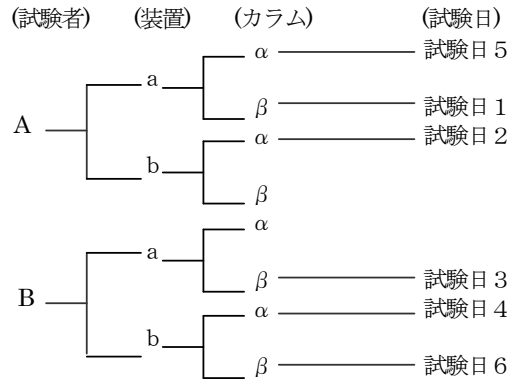 (試験者) (装置) (カラム) (試験日)
α 試験日5
a
β 試験日1
A
α 試験日2
b
β
α
a
β 試験日3
B
α 試験日4
b
β 試験日6